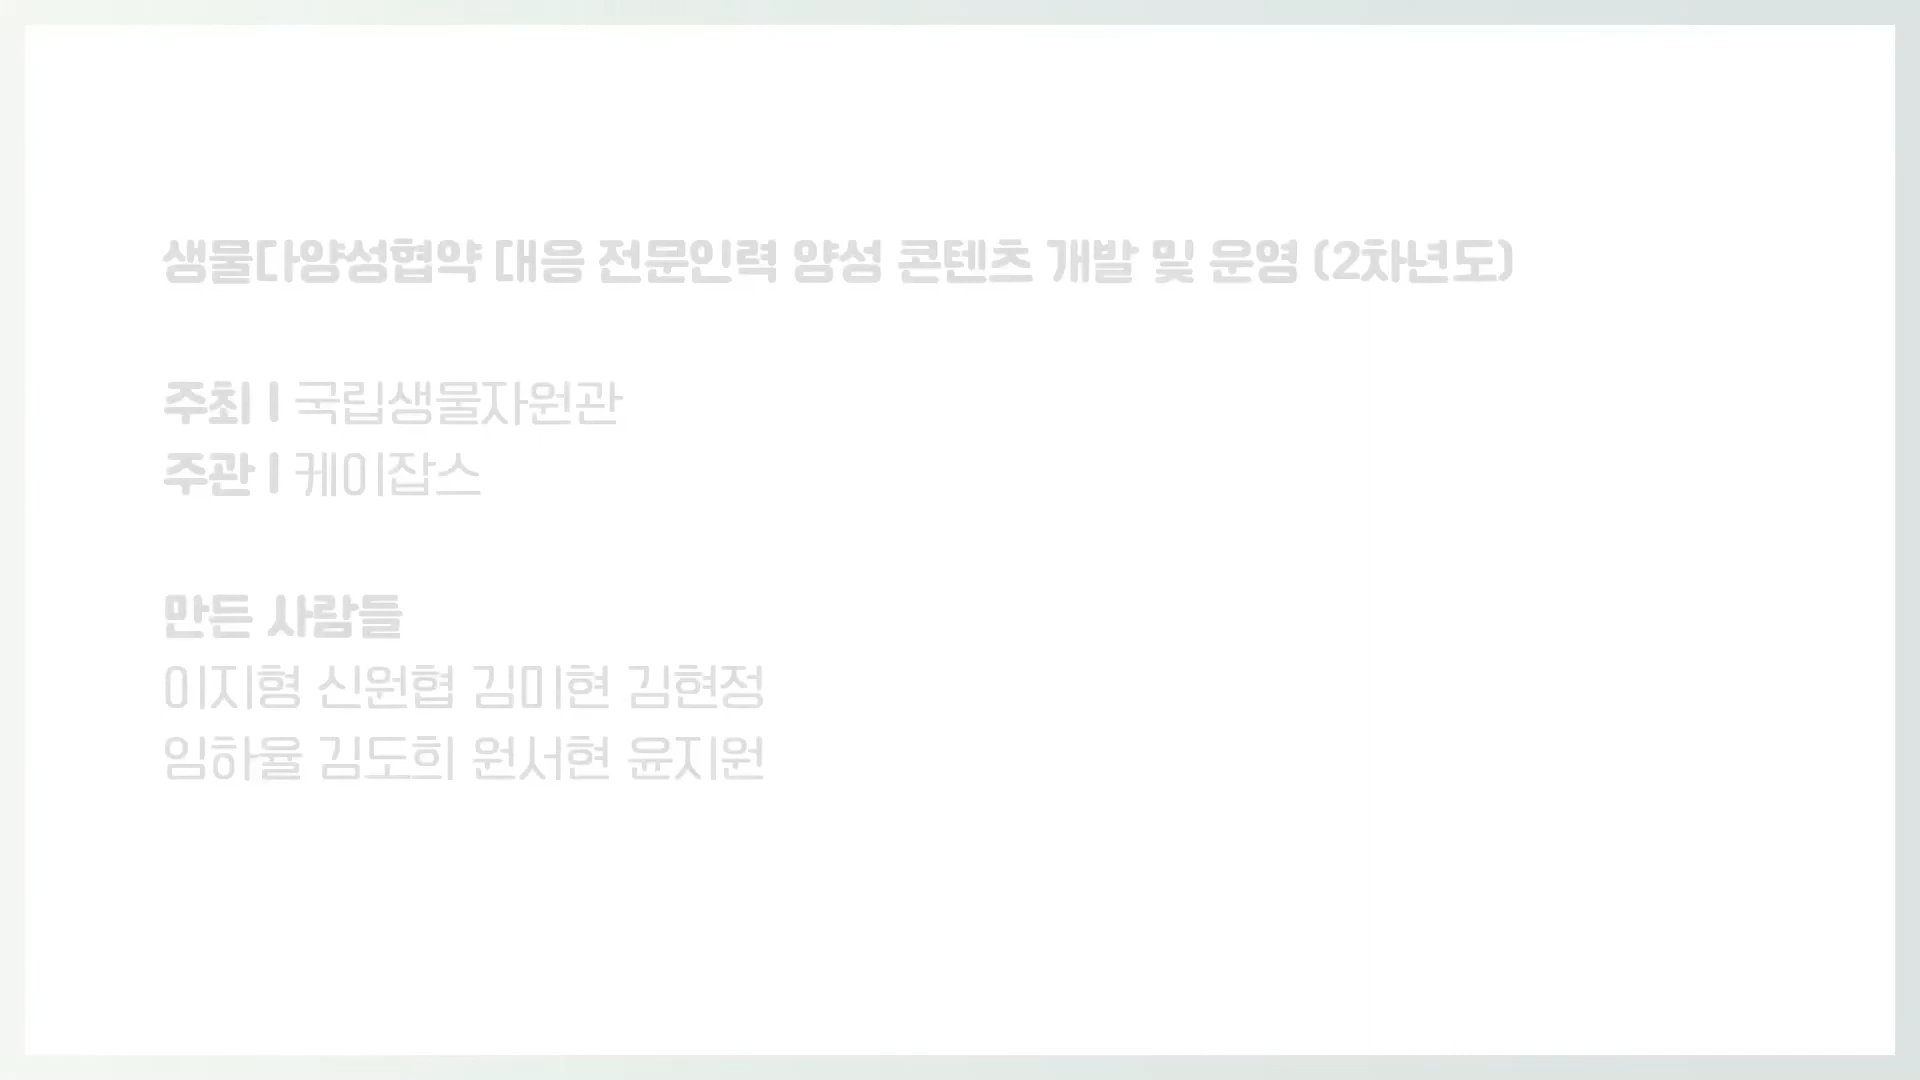 생물다양성협약 대응 전문인력 양성 콘텐츠 개발 및 운영 (2차년도)
주최 | 국립생물자원관
주관 | 케이잡스
만든 사람들
이지형 신원협 김미현 김현정
임하율 김도희 원서현 윤지원